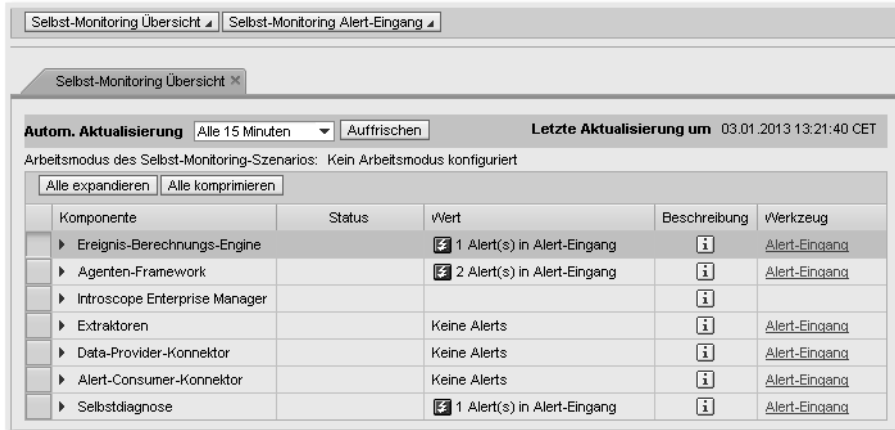 Selbst-Monitoring Übersicht Selbst-Monitoring Alert-Eingang
Selbst-Monitoring Übersicht
Autom. Aktualisierung Alle 15 Minuten Auffrischen Letzte Aktualisierung um 03.01.2013 13:21:40 CET
Arbeitsmodus des Selbst-Monitoring-Szenarios: Kein Arbeitsmodus konfiguriert
Alle expandieren Alle komprimieren
Komponente Status Wert Beschreibung Werkzeug
Ereignis-Berechnungs-Engine 1 Alert(s) in Alert-Eingang Alert-Eingang
Agenten-Framework 2 Alert(s) in Alert-Eingang Alert-Eingang
Introscope Enterprise Manager
Extraktoren Keine Alerts Alert-Eingang
Data-Provider-Konnektor Keine Alerts Alert-Eingang
Alert-Consumer-Konnektor Keine Alerts Alert-Eingang
Selbstdiagnose 1 Alert(s) in Alert-Eingang Alert-Eingang